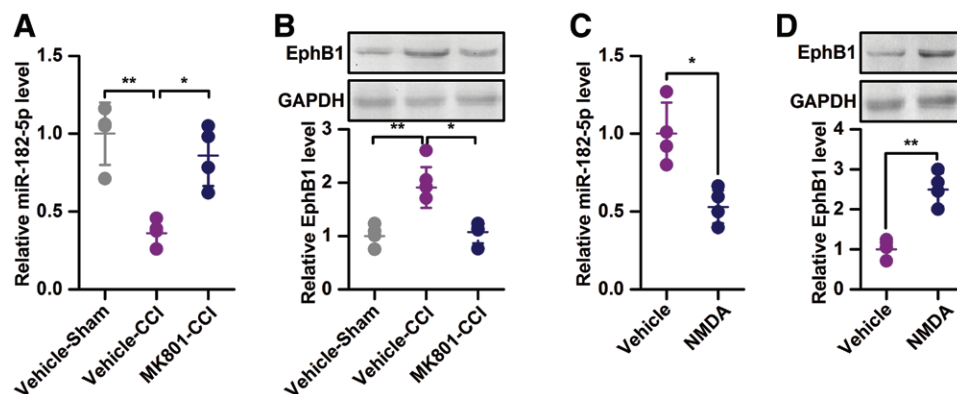 A
Relative miR-182-5p level
1.5
1.0
0.5
0.0
**
*
Vehicle-Sham
Vehicle-CCI
MK801-CCI
B
EphB1
GAPDH
Relative EphB1 level
3
2
1
0
**
*
Vehicle-Sham
Vehicle-CCI
MK801-CCI
C
Relative miR-182-5p level
1.5
1.0
0.5
0.0
*
Vehicle
NMDA
D
EphB1
GAPDH
Relative EphB1 level
4
3
2
1
0
**
Vehicle
NMDA